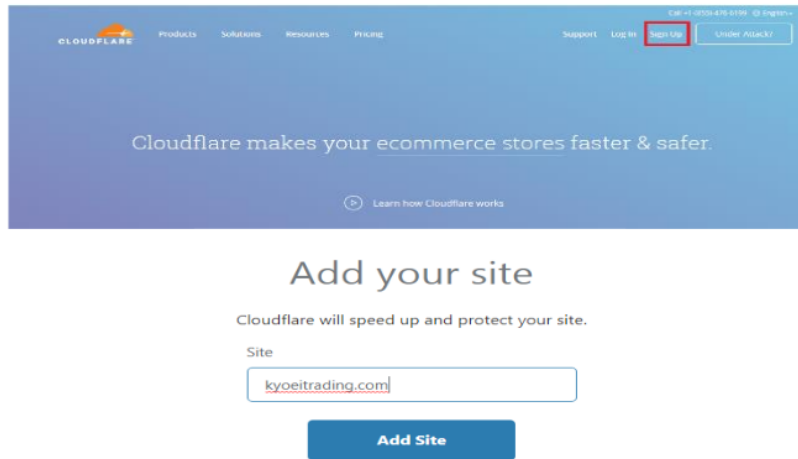 English
CLOUDFLARE Products Solutions Resources Pricing Support Log In Sign Up Under Attack?
Cloudflare makes your ecommerce stores faster & safer.
Learn how Cloudflare works
Add your site
Cloudflare will speed up and protect your site.
Site
kyoeitrading.com
Add Site